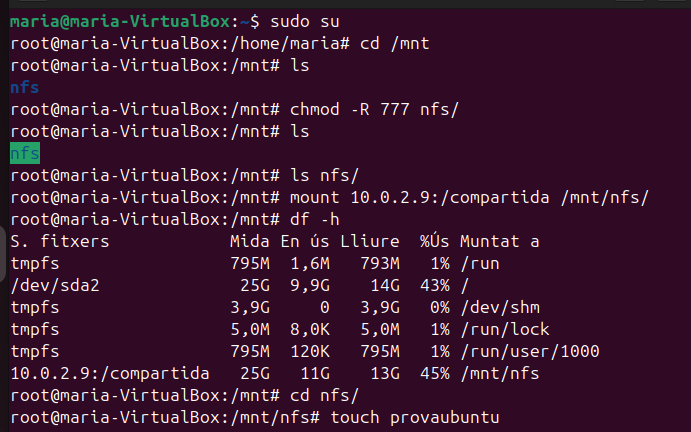 maria@maria-VirtualBox:~$ sudo su
root@maria-VirtualBox:/home/maria# cd /mnt
root@maria-VirtualBox:/mnt# ls
nfs
root@maria-VirtualBox:/mnt# chmod -R 777 nfs/
root@maria-VirtualBox:/mnt# ls
nfs
root@maria-VirtualBox:/mnt# ls nfs/
root@maria-VirtualBox:/mnt# mount 10.0.2.9:/compartida /mnt/nfs/
root@maria-VirtualBox:/mnt# df -h
S. fitxers            Mida En ús Lliure  %Ús Muntat a
tmpfs                 795M  1,6M   793M   1% /run
/dev/sda2              25G  9,9G    14G  43% /
tmpfs                 3,9G     0   3,9G   0% /dev/shm
tmpfs                 5,0M  8,0K   5,0M   1% /run/lock
tmpfs                 795M  120K   795M   1% /run/user/1000
10.0.2.9:/compartida   25G   11G    13G  45% /mnt/nfs
root@maria-VirtualBox:/mnt# cd nfs/
root@maria-VirtualBox:/mnt/nfs# touch provaubuntu